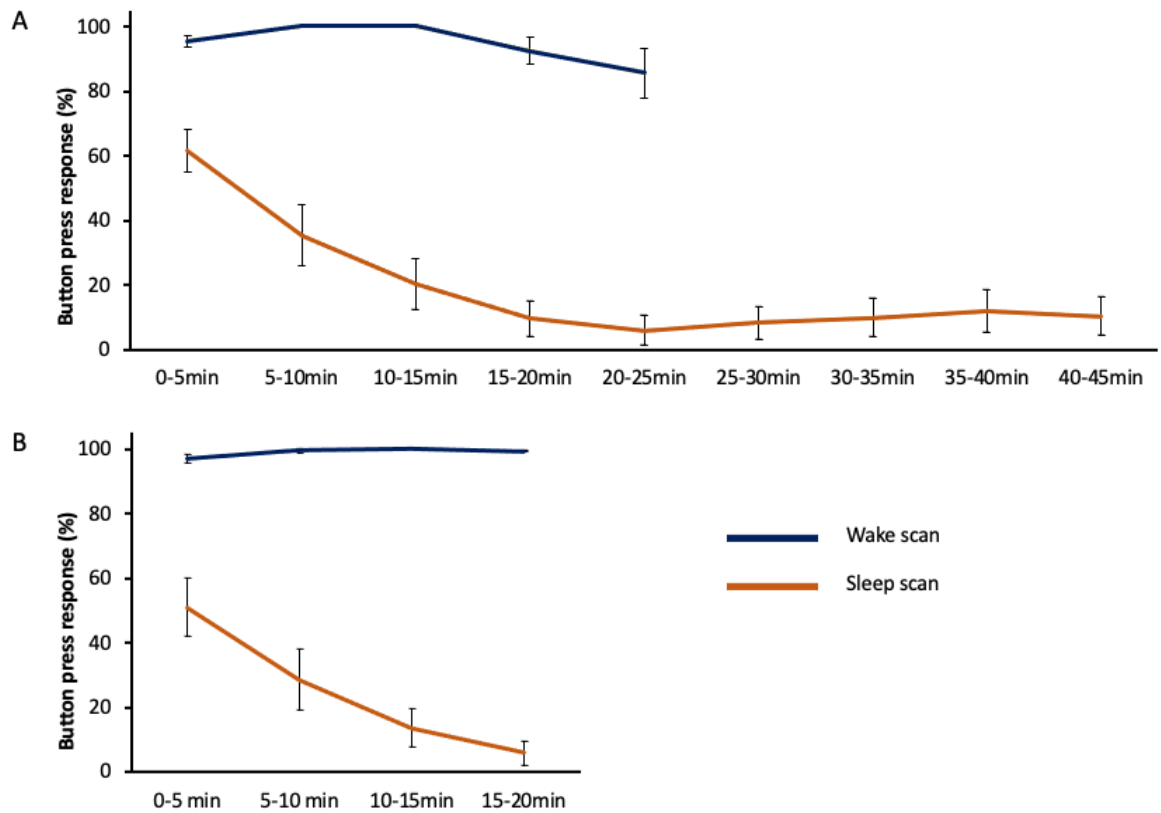 A
Button press response (%)
100
80
60
40
20
0
0-5min 5-10min 10-15min 15-20min 20-25min 25-30min 30-35min 35-40min 40-45min
B
Button press response (%)
100
80
60
40
20
0
0-5 min 5-10 min 10-15min 15-20min
Wake scan
Sleep scan